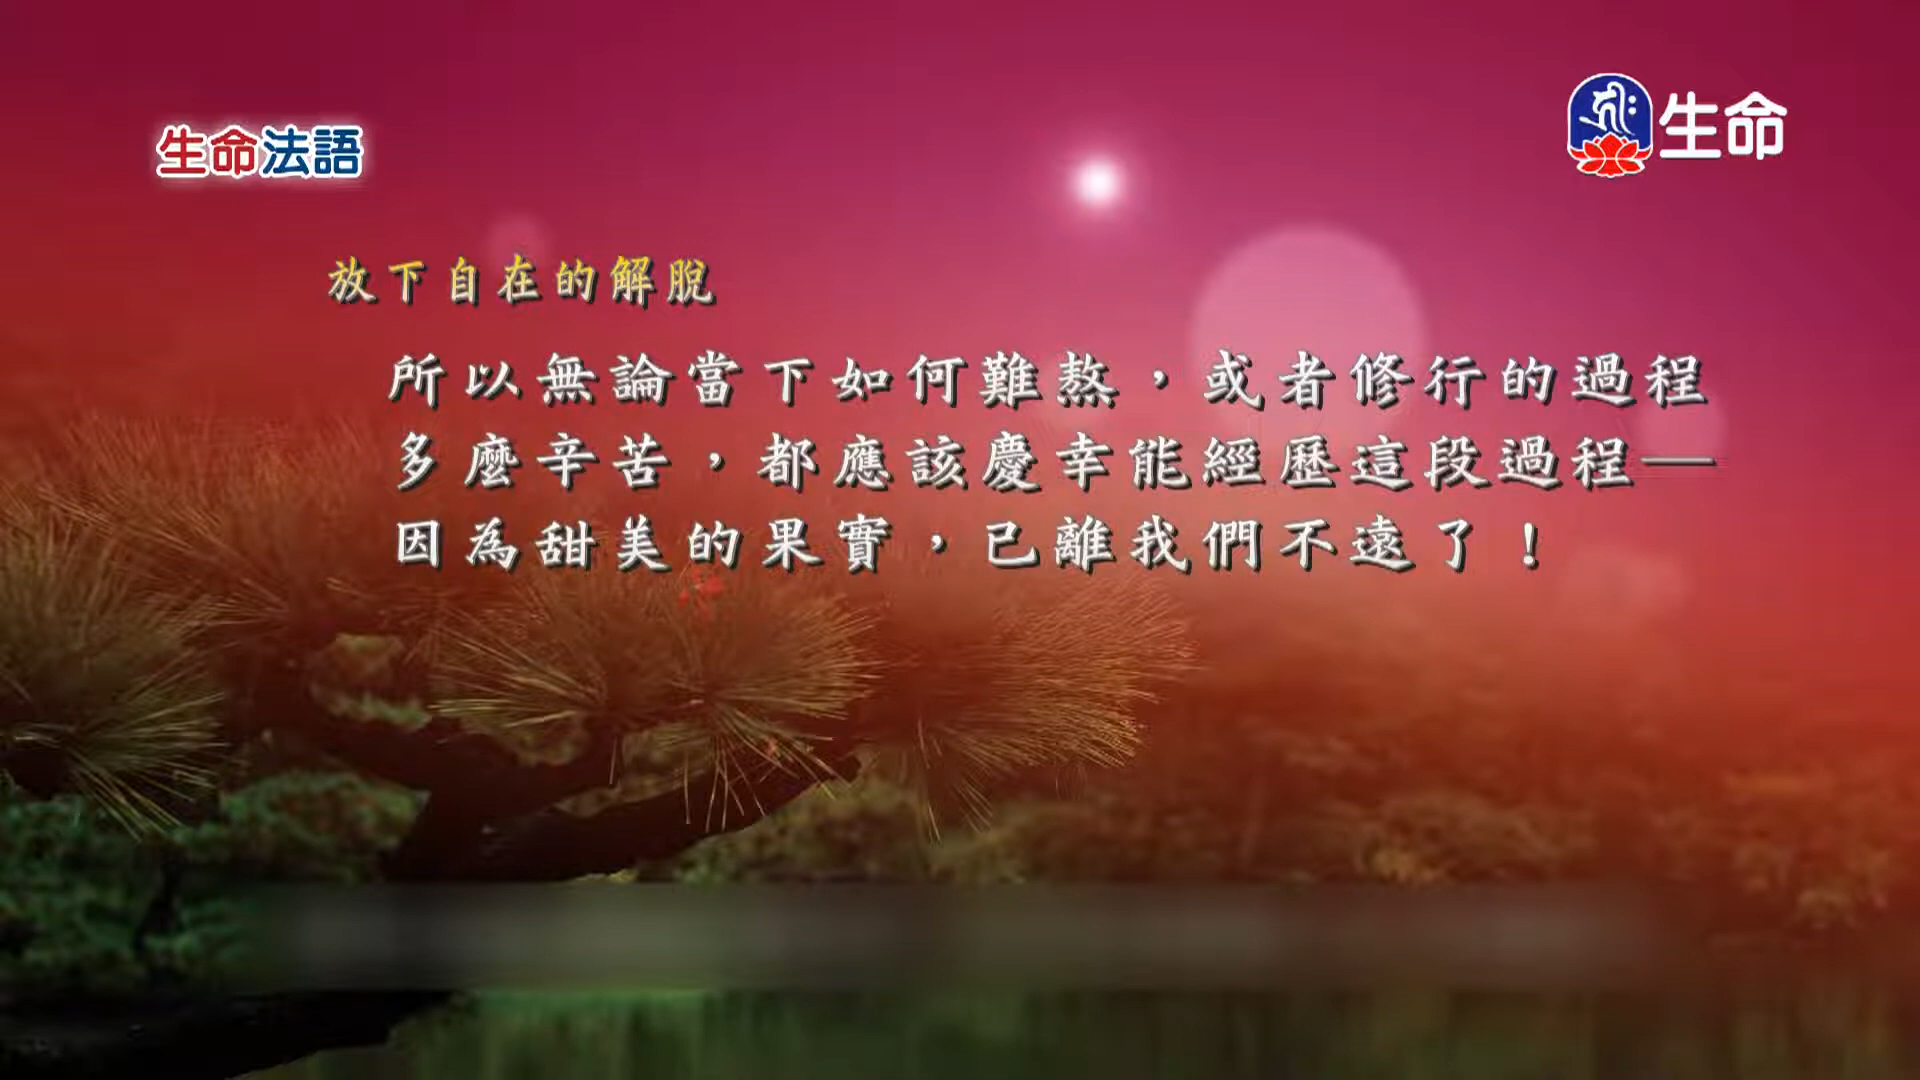 生命法語
生命
放下自在的解脫
所以無論當下如何難熬，或者修行的過程
多麼辛苦，都應該慶幸能經歷這段過程—
因為甜美的果實，已離我們不遠了！